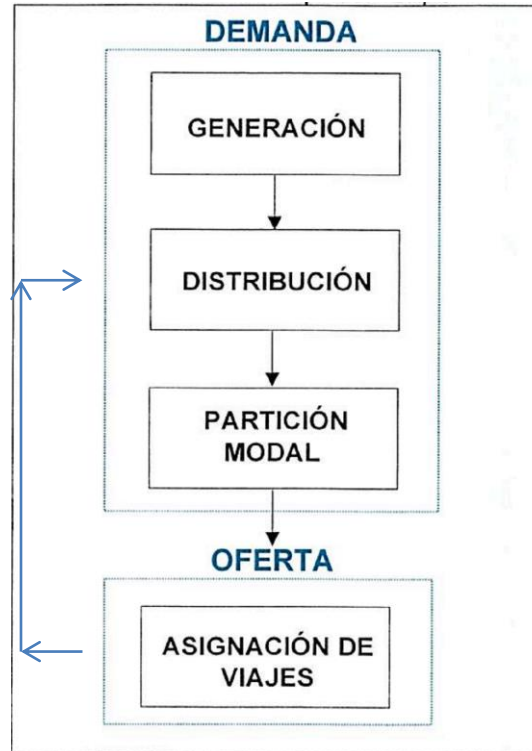 DEMANDA
GENERACIÓN
DISTRIBUCIÓN
PARTICIÓN
MODAL
OFERTA
ASIGNACIÓN DE
VIAJES